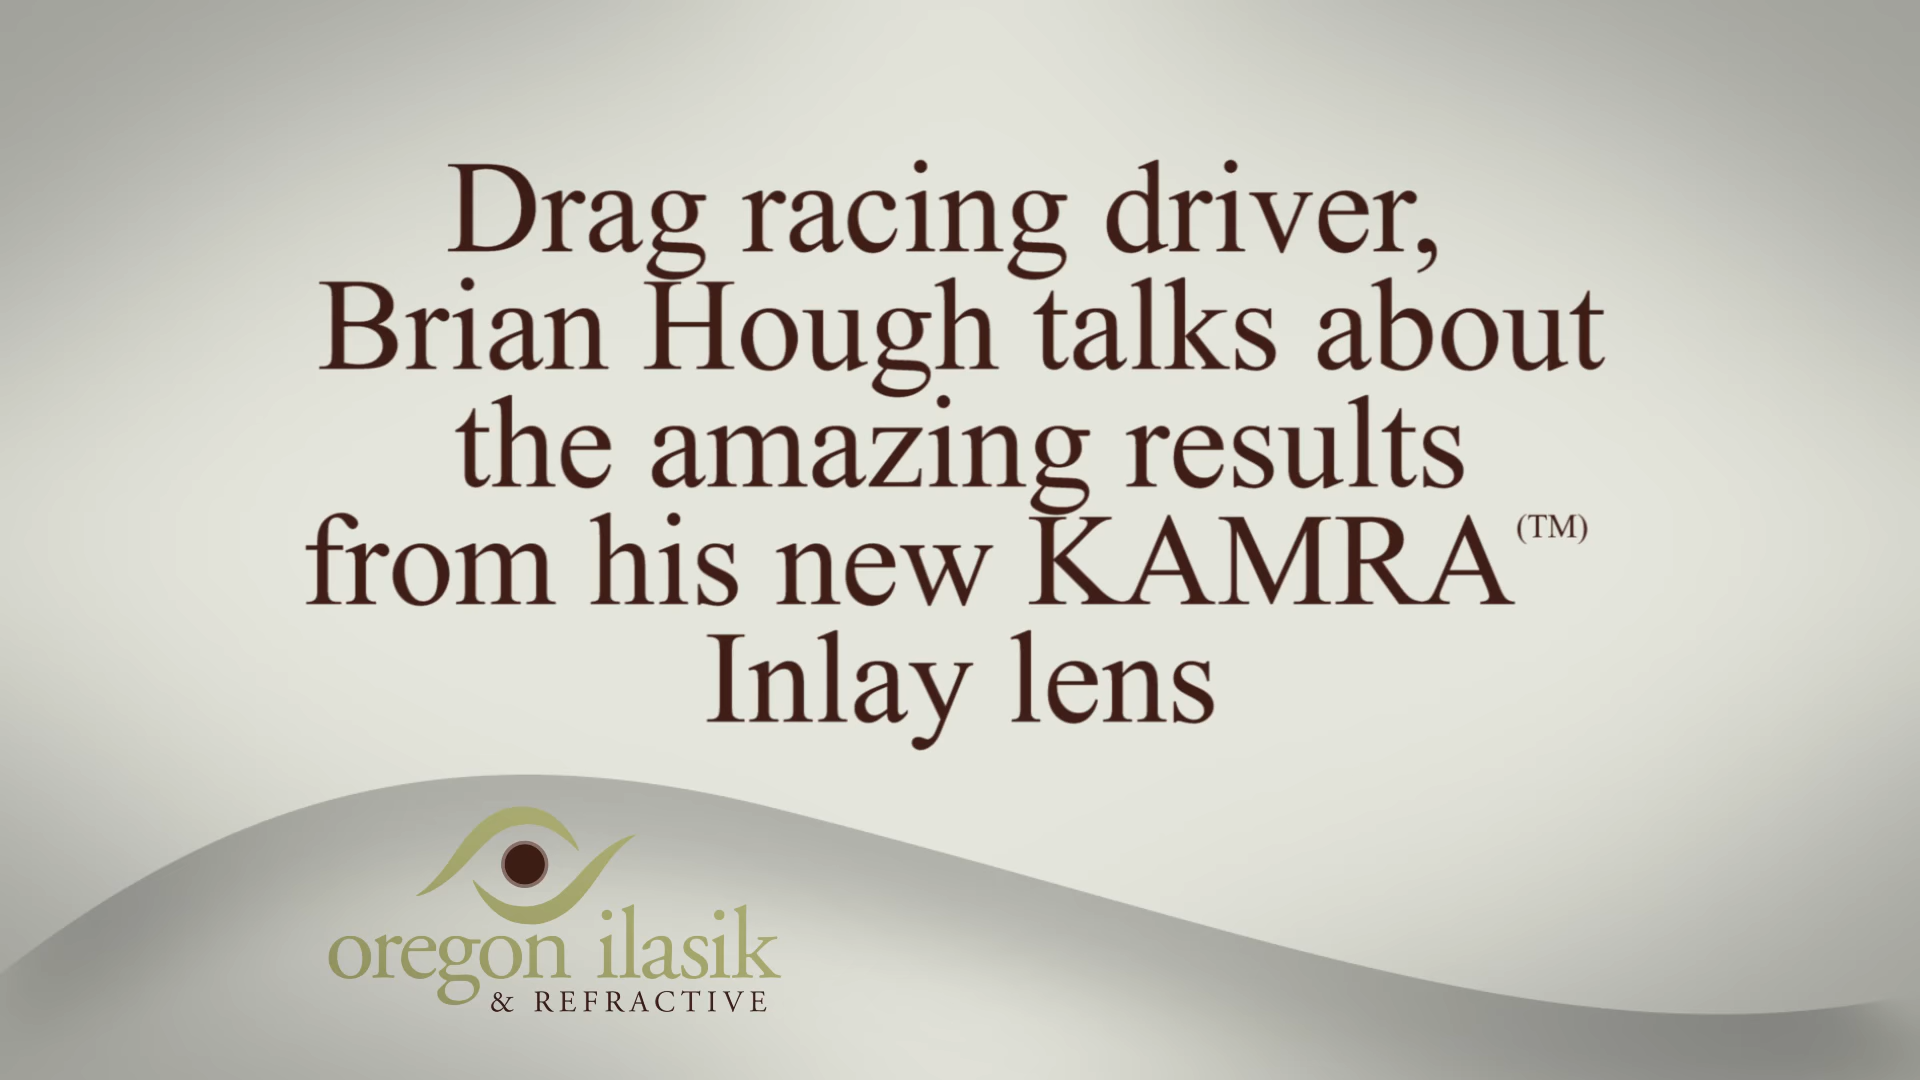 Drag racing driver,
Brian Hough talks about
the amazing results
from his new KAMRA (TM)
Inlay lens
oregon ilasik
& REFRACTIVE